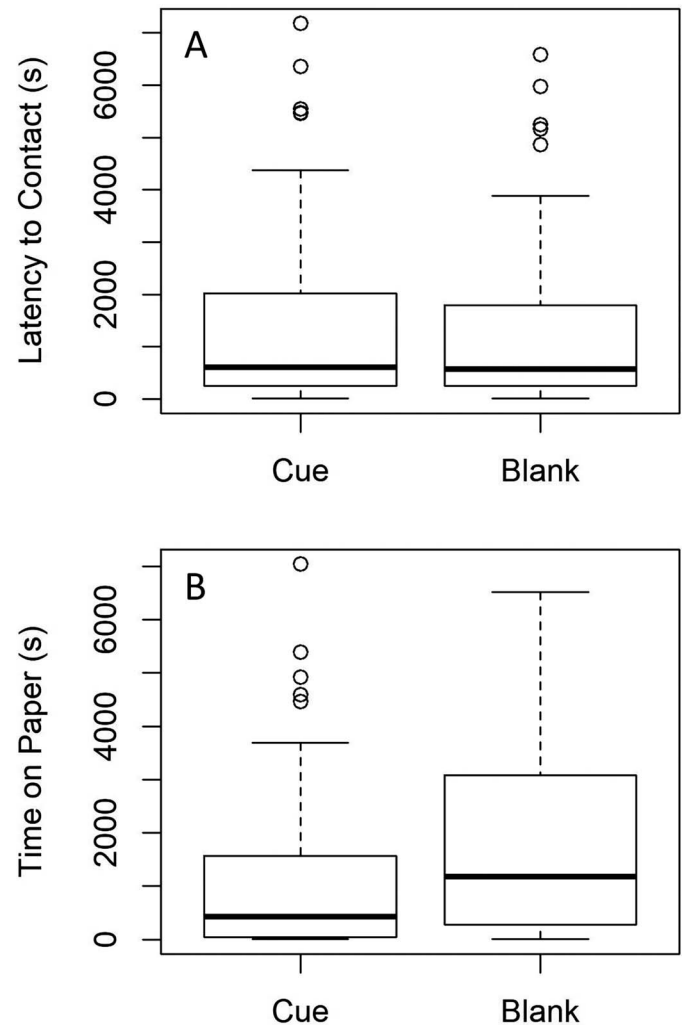 A
Latency to Contact (s)
6000
4000
2000
0
Cue Blank
B
Time on Paper (s)
6000
4000
2000
0
Cue Blank